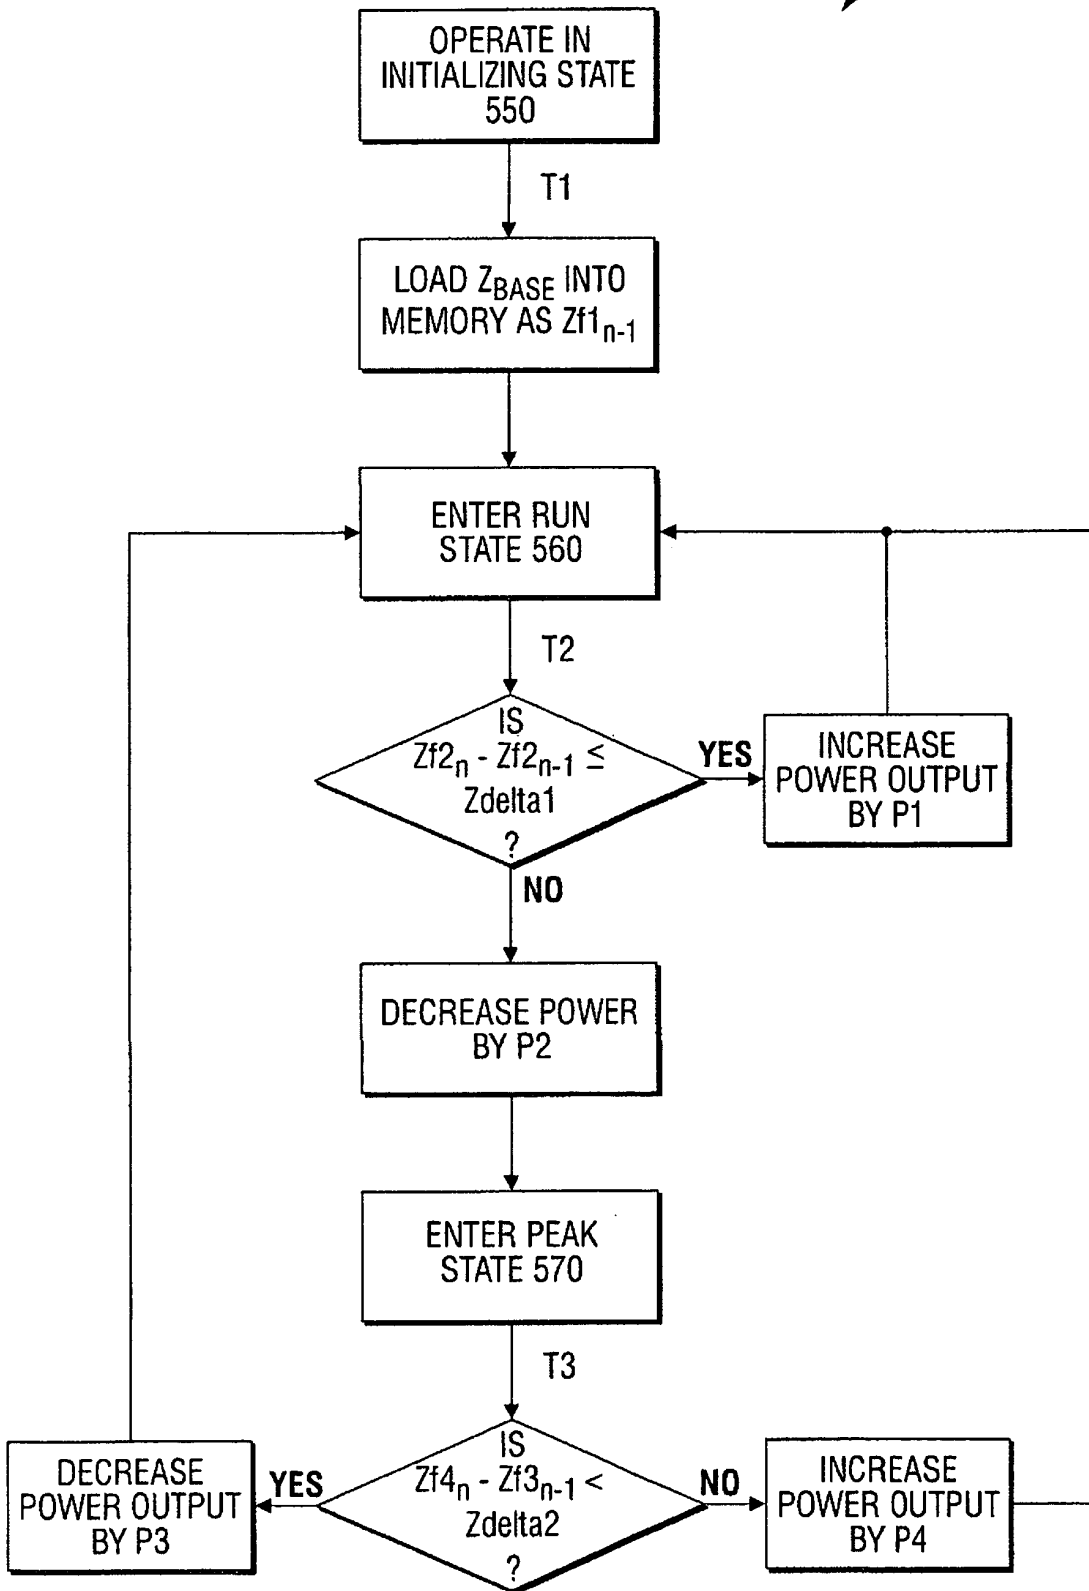 OPERATE IN
INITIALIZING STATE
550
T1
LOAD ZBASE INTO
MEMORY AS Zf1n-1
ENTER RUN
STATE 560
T2
IS
Zf2n - Zf2n-1 ≤
Zdelta1
?
YES
INCREASE
POWER OUTPUT
BY P1
NO
DECREASE POWER
BY P2
ENTER PEAK
STATE 570
T3
IS
Zf4n - Zf3n-1 <
Zdelta2
?
YES
DECREASE
POWER OUTPUT
BY P3
NO
INCREASE
POWER OUTPUT
BY P4